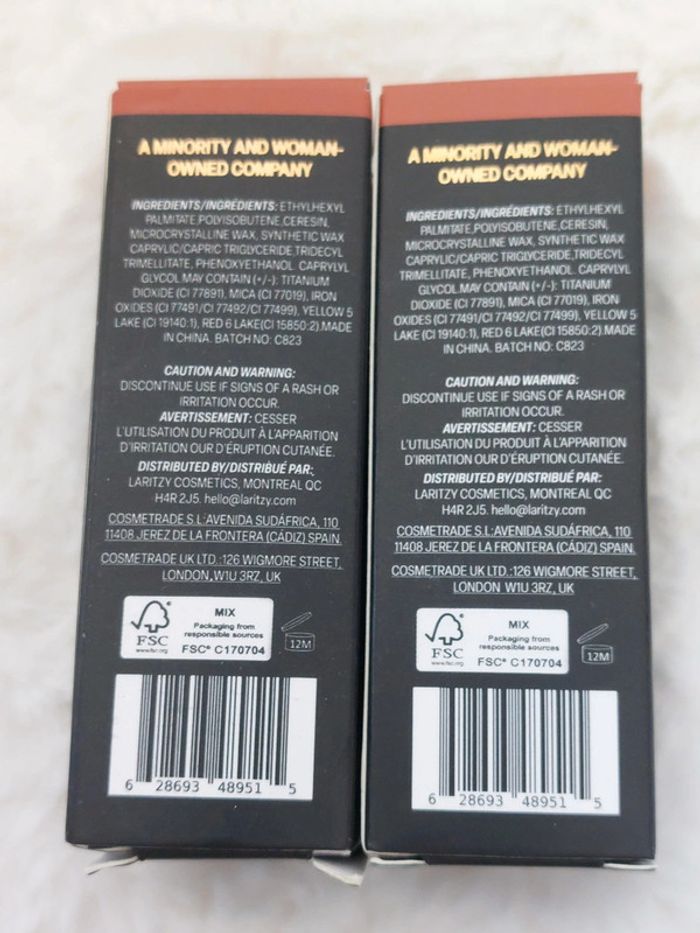 A MINORITY AND WOMAN-
OWNED COMPANY
INGREDIENTS/INGRÉDIENTS: ETHYLHEXYL
PALMITATE,POLYISOBUTENE,CERESIN,
MICROCRYSTALLINE WAX, SYNTHETIC WAX
CAPRYLIC/CAPRIC TRIGLYCERIDE,TRIDECYL
TRIMELLITATE, PHENOXYETHANOL. CAPRYLYL
GLYCOL.MAY CONTAIN (+/-): TITANIUM
DIOXIDE (CI 77891), MICA (CI 77019), IRON
OXIDES (CI 77491/CI 77492/CI 77499), YELLOW 5
LAKE (CI 19140:1), RED 6 LAKE(CI 15850:2).MADE
IN CHINA. BATCH NO: C823
CAUTION AND WARNING:
DISCONTINUE USE IF SIGNS OF A RASH OR
IRRITATION OCCUR.
AVERTISSEMENT: CESSER
L'UTILISATION DU PRODUIT À L'APPARITION
D'IRRITATION OUR D'ÉRUPTION CUTANÉE.
DISTRIBUTED BY/DISTRIBUÉ PAR:
LARITZY COSMETICS, MONTREAL QC
H4R 2J5. hello@laritzy.com
COSMETRADE S.L:AVENIDA SUDÁFRICA, 110
11408 JEREZ DE LA FRONTERA (CÁDIZ) SPAIN.
COSMETRADE UK LTD.:126 WIGMORE STREET,
LONDON,W1U 3RZ, UK
FSC
www.fsc.org
MIX
Packaging from
responsible sources
FSC® C170704
12M
6 28693 48951 5
A MINORITY AND WOMAN-
OWNED COMPANY
INGREDIENTS/INGRÉDIENTS: ETHYLHEXYL
PALMITATE,POLYISOBUTENE,CERESIN,
MICROCRYSTALLINE WAX, SYNTHETIC WAX
CAPRYLIC/CAPRIC TRIGLYCERIDE,TRIDECYL
TRIMELLITATE, PHENOXYETHANOL. CAPRYLYL
GLYCOL.MAY CONTAIN (+/-): TITANIUM
DIOXIDE (CI 77891), MICA (CI 77019), IRON
OXIDES (CI 77491/CI 77492/CI 77499), YELLOW 5
LAKE (CI 19140:1), RED 6 LAKE(CI 15850:2).MADE
IN CHINA. BATCH NO: C823
CAUTION AND WARNING:
DISCONTINUE USE IF SIGNS OF A RASH OR
IRRITATION OCCUR.
AVERTISSEMENT: CESSER
L'UTILISATION DU PRODUIT À L'APPARITION
D'IRRITATION OUR D'ÉRUPTION CUTANÉE.
DISTRIBUTED BY/DISTRIBUÉ PAR:
LARITZY COSMETICS, MONTREAL QC
H4R 2J5. hello@laritzy.com
COSMETRADE S.L:AVENIDA SUDÁFRICA, 110
11408 JEREZ DE LA FRONTERA (CÁDIZ) SPAIN.
COSMETRADE UK LTD.:126 WIGMORE STREET,
LONDON W1U 3RZ, UK
FSC
www.fsc.org
MIX
Packaging from
responsible sources
FSC® C170704
12M
6 28693 48951 5